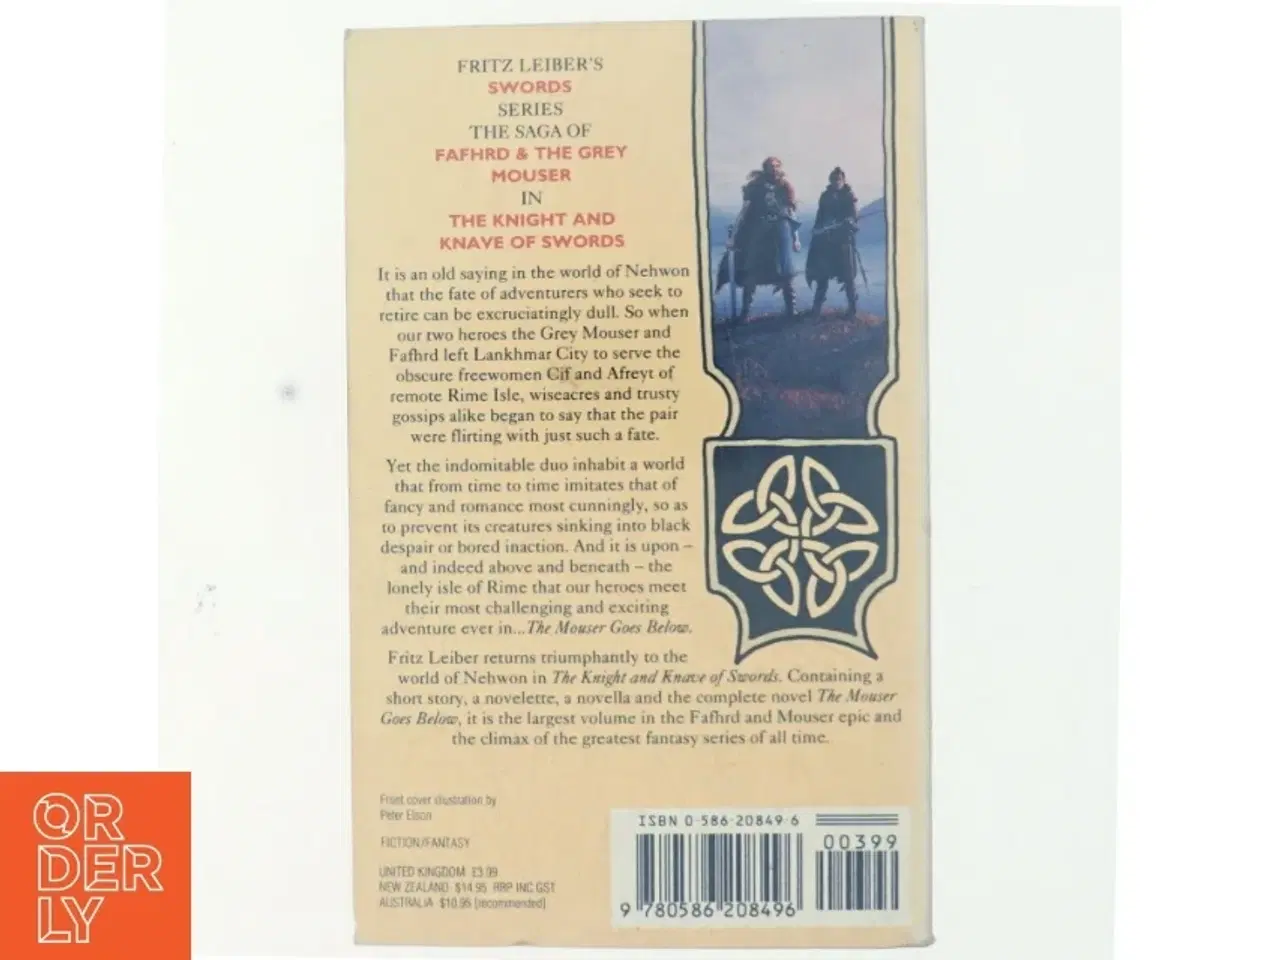 FRITZ LEIBER'S
SWORDS
SERIES
THE SAGA OF
FAFHRD & THE GREY
MOUSER
IN
THE KNIGHT AND
KNAVE OF SWORDS
It is an old saying in the world of Nehwon
that the fate of adventurers who seek to
retire can be excruciatingly dull. So when
our two heroes the Grey Mouser and
Fafhrd left Lankhmar City to serve the
obscure freewomen Cif and Afreyt of
remote Rime Isle, wiseacres and trusty
gossips alike began to say that the pair
were flirting with just such a fate.
Yet the indomitable duo inhabit a world
that from time to time imitates that of
fancy and romance most cunningly, so as
to prevent its creatures sinking into black
despair or bored inaction. And it is upon –
and indeed above and beneath – the
lonely isle of Rime that our heroes meet
their most challenging and exciting
adventure ever in...The Mouser Goes Below.
Fritz Leiber returns triumphantly to the
world of Nehwon in The Knight and Knave of Swords. Containing a
short story, a novelette, a novella and the complete novel The Mouser
Goes Below, it is the largest volume in the Fafhrd and Mouser epic and
the climax of the greatest fantasy series of all time.
Front cover illustration by
Peter Elson
FICTION/FANTASY
UNITED KINGDOM £3.99
NEW ZEALAND $14.95 RRP INC.GST
AUSTRALIA $10.95 (recommended)
ISBN 0-586-20849-6
00399
9 780586 208496
ORDERLY